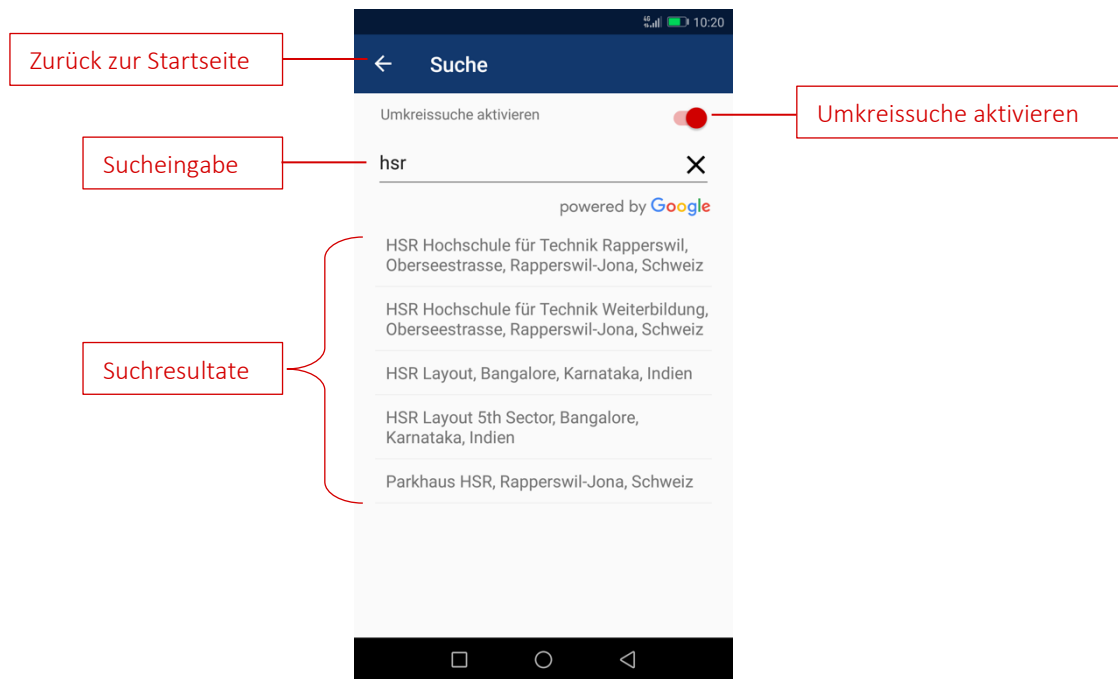 4G 10:20
Zurück zur Startseite
Suche
Umkreissuche aktivieren
Umkreissuche aktivieren
Sucheingabe
hsr
powered by Google
HSR Hochschule für Technik Rapperswil,
Oberseestrasse, Rapperswil-Jona, Schweiz
HSR Hochschule für Technik Weiterbildung,
Oberseestrasse, Rapperswil-Jona, Schweiz
Suchresultate
HSR Layout, Bangalore, Karnataka, Indien
HSR Layout 5th Sector, Bangalore,
Karnataka, Indien
Parkhaus HSR, Rapperswil-Jona, Schweiz